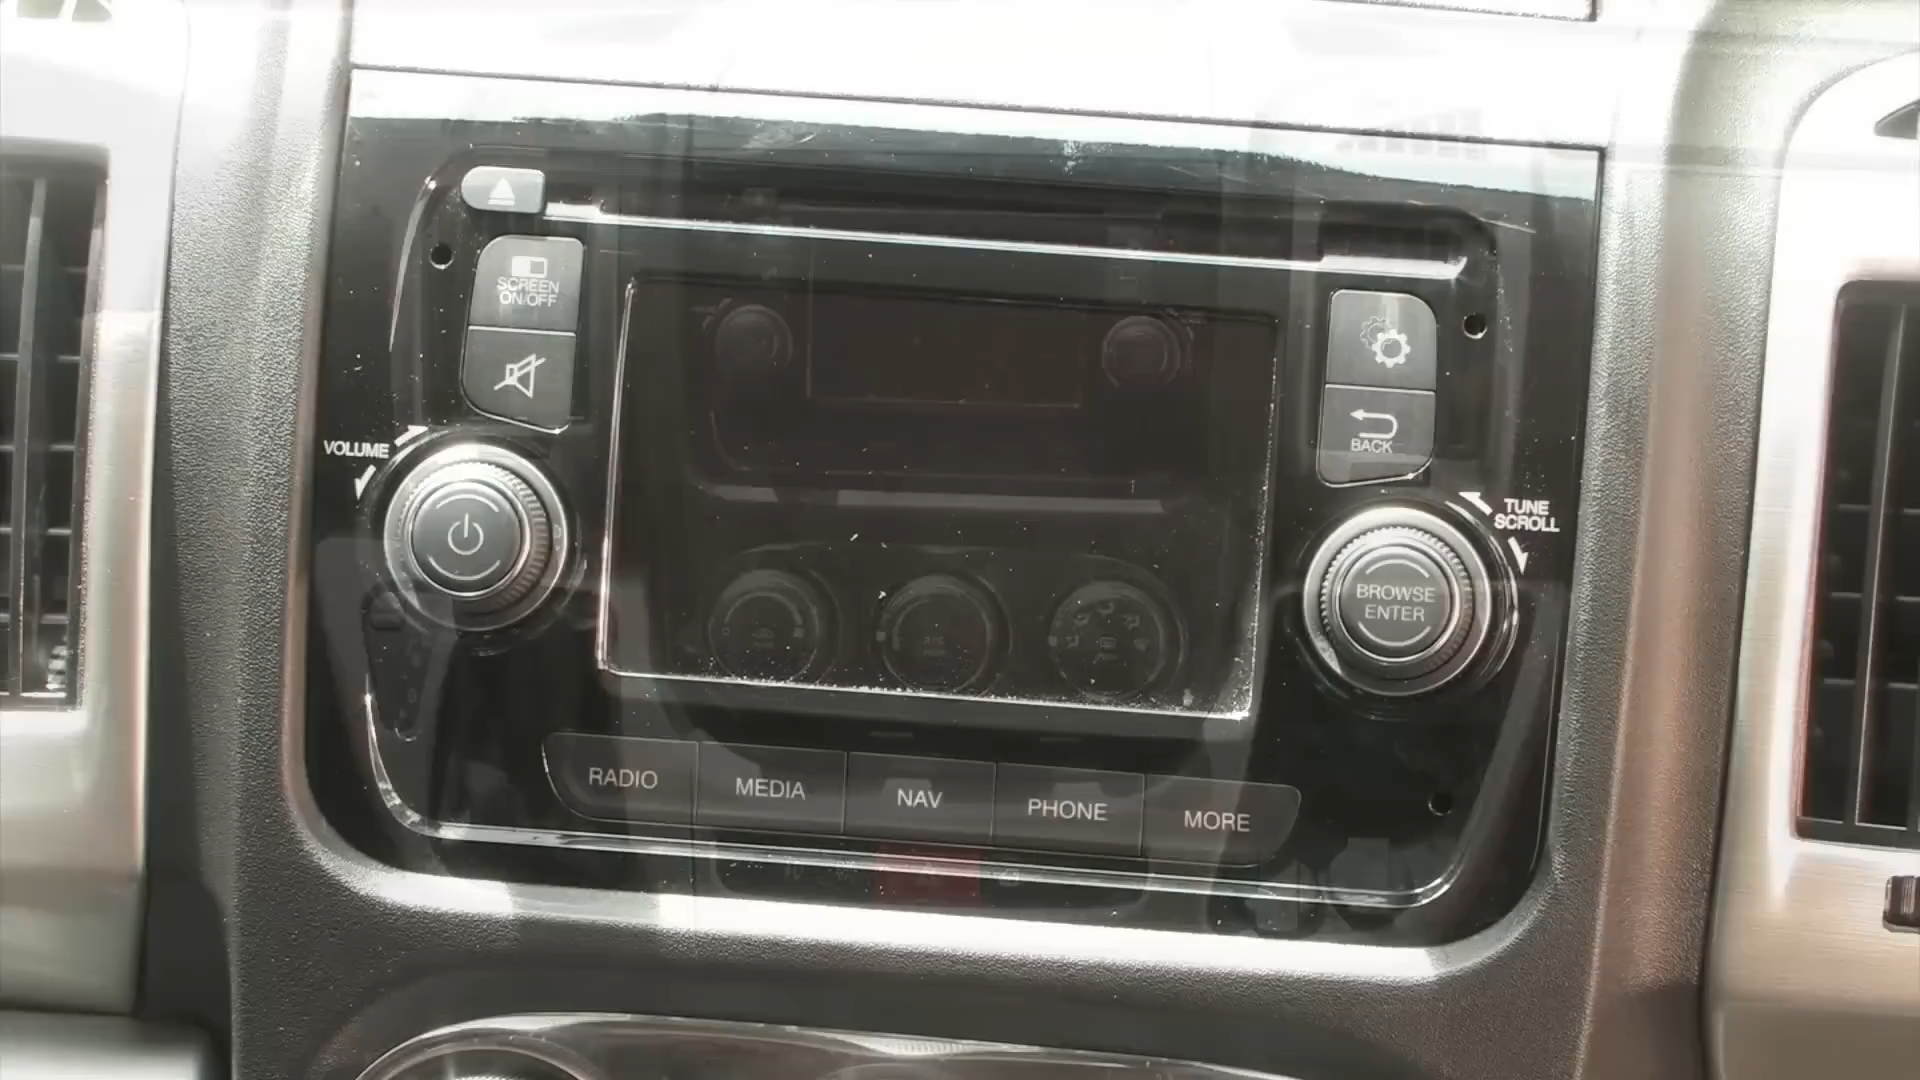 SCREEN
ON/OFF
VOLUME
BACK
TUNE
SCROLL
BROWSE
ENTER
RADIO
MEDIA
NAV
PHONE
MORE